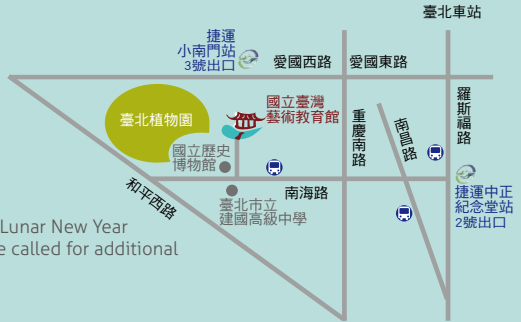 臺北車站
捷運
小南門站
3號出口
愛國西路
愛國東路
羅斯福路
國立臺灣
藝術教育館
臺北植物園
重慶南路
南昌路
國立歷史
博物館
和平西路
南海路
捷運中正
紀念堂站
2號出口
臺北市立
建國高級中學
Lunar New Year
e called for additional